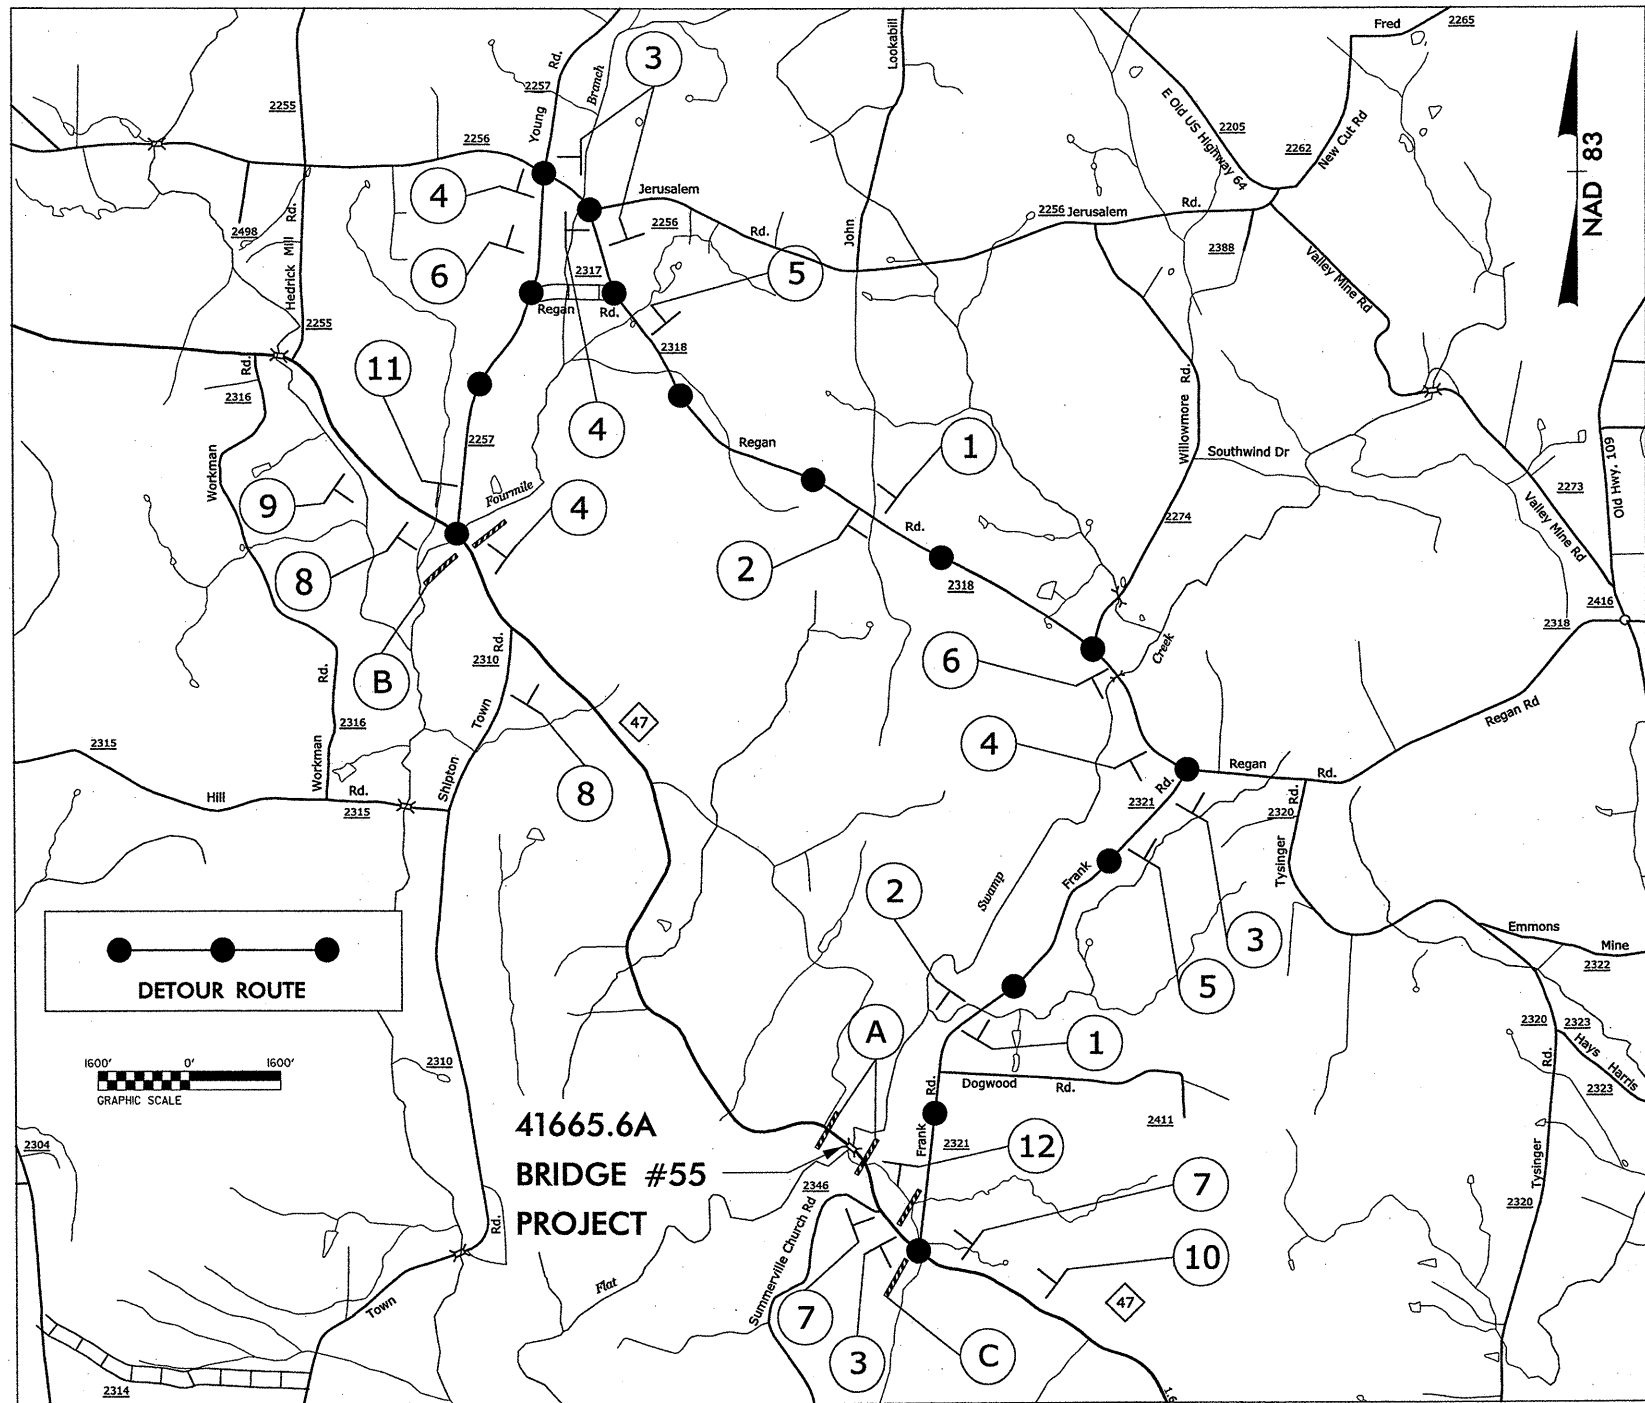 Fred
2265
2257
Young
Rd.
Branch
3
Lookabill
2255
E Old US Highway 64
2205
2262
New Cut Rd
NAD 83
2256
4
Jerusalem
Rd.
2256
2256
Jerusalem
Rd.
2498
Hedrick Mill Rd.
John
2388
Valley Mine Rd
6
2317
5
Regan Rd.
2255
2318
11
Rd.
2316
Workman
4
2257
Regan
1
Willowmore Rd.
Southwind Dr
Old Hwy. 109
9
Fourmile
4
Rd.
2274
2273
Valley Mine Rd
8
2
2318
2416
2318
B
2310
Rd.
6
Creek
Rd.
2316
Town
47
Regan Rd
2315
Workman
4
Regan Rd.
Hill Rd.
2315
Shipton
8
2321
Rd.
2320
Rd.
Tysinger
Frank
2
Swamp
3
Emmons Mine
2322
DETOUR ROUTE
5
A
1
2320
2323
Hays Harris
2323
1600' 0' 1600'
GRAPHIC SCALE
2310
Rd.
Dogwood Rd.
2411
Rd.
41665.6A
BRIDGE #55
PROJECT
2304
Frank
2321
12
2346
7
Tysinger
2320
Summerville Church Rd
10
Rd.
Flat
Town
7
47
3
C
2314
1.6